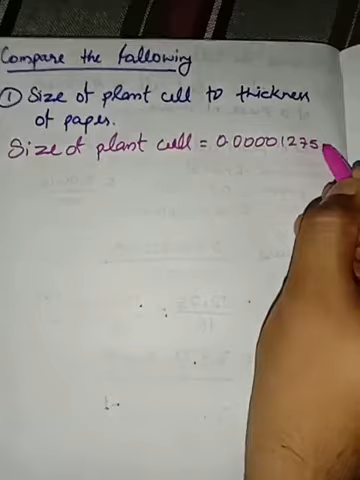 Compare the following
① Size of plant cell to thickness
of paper.
Size of plant cell = 0.00001275